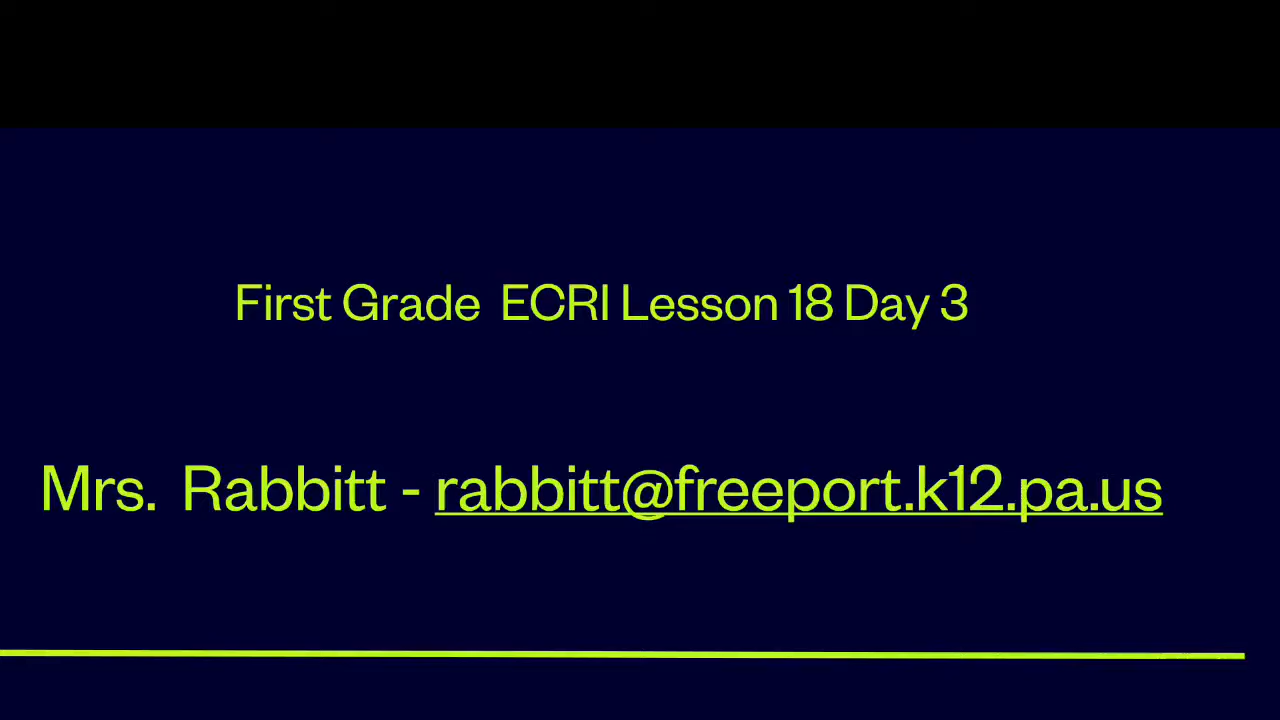 First Grade  ECRI Lesson 18 Day 3
Mrs.  Rabbitt - rabbitt@freeport.k12.pa.us